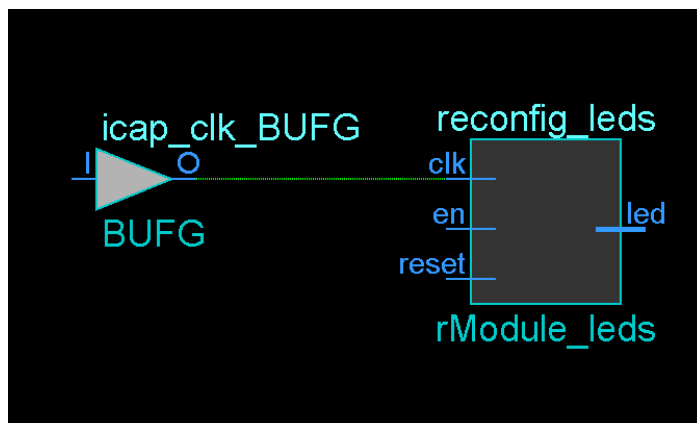 icap_clk_BUFG
I
O
BUFG
reconfig_leds
clk
en
reset
led
rModule_leds